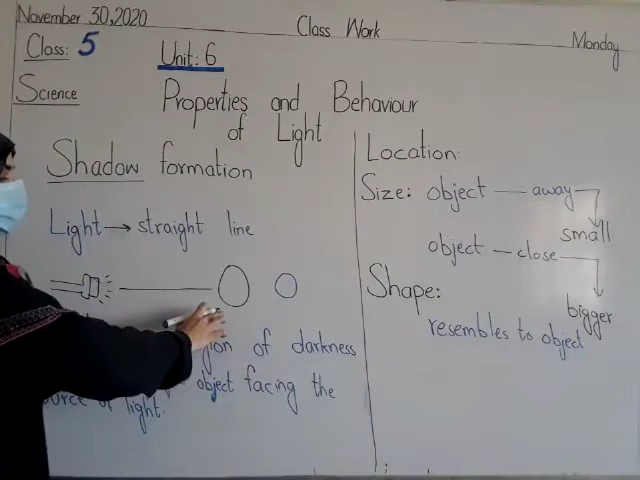 November 30,2020
Class Work
Monday
Class: 5
Unit: 6
Science
Properties and Behaviour
of Light
Shadow formation
Light → straight line
of darkness
object facing the
of light.
Location:
Size: object — away
small
object — close
bigger
Shape:
resembles to object